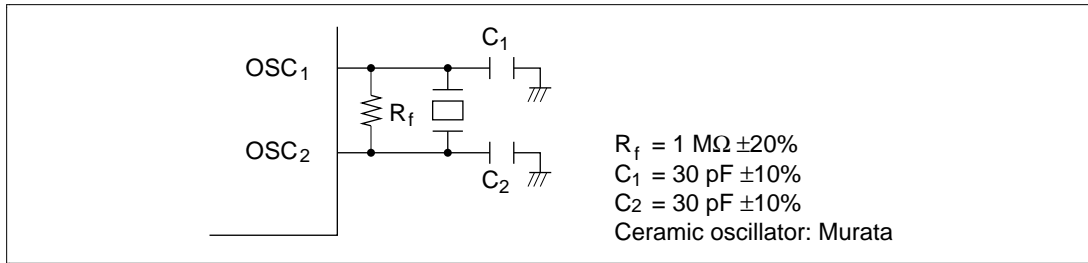 C1
OSC1
Rf
OSC2
C2
Rf = 1 MΩ ±20%
C1 = 30 pF ±10%
C2 = 30 pF ±10%
Ceramic oscillator: Murata